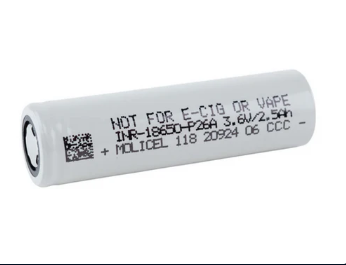 NOT FOR E-CIG OR VAPE
INR-18650-P26A 3.6V/2.5Ah
+ MOLICEL 118 20924 06 CCC -